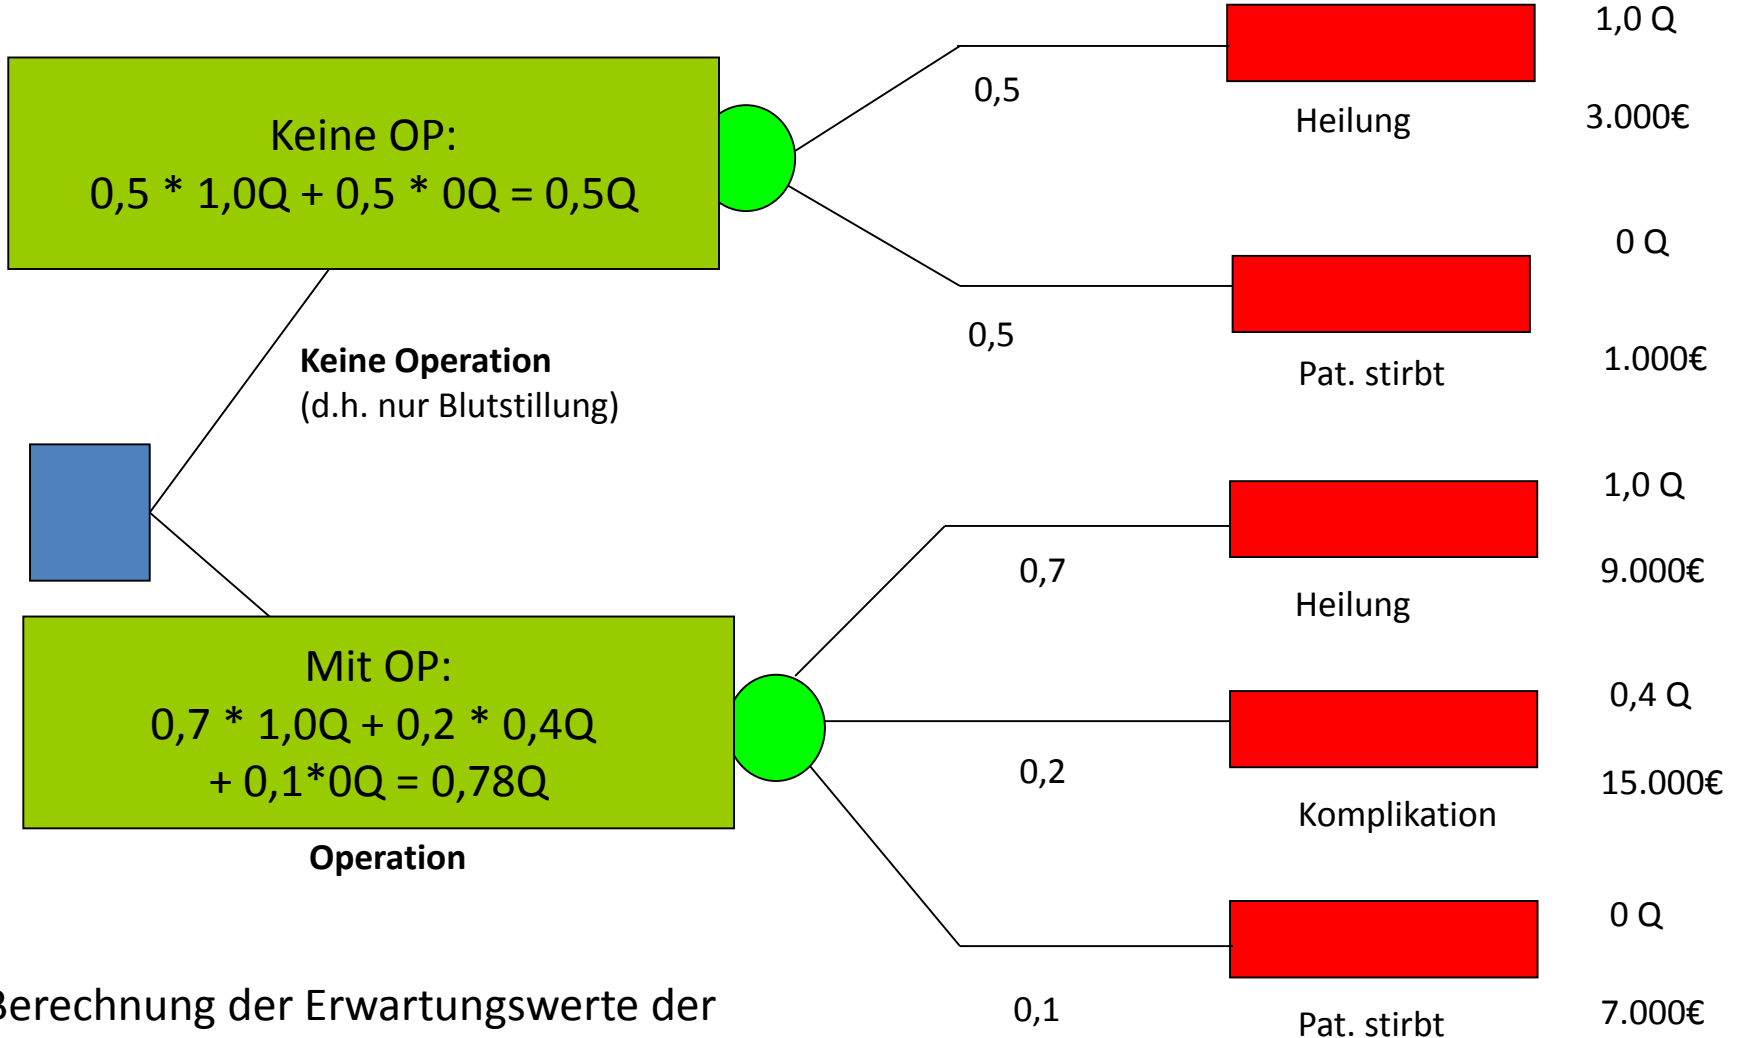 1,0 Q
0,5
Keine OP:
0,5 * 1,0Q + 0,5 * 0Q = 0,5Q
Heilung
3.000€
0 Q
0,5
Keine Operation
(d.h. nur Blutstillung)
Pat. stirbt
1.000€
1,0 Q
0,7
9.000€
Heilung
Mit OP:
0,7 * 1,0Q + 0,2 * 0,4Q
+ 0,1*0Q = 0,78Q
Operation
0,4 Q
0,2
15.000€
Komplikation
0 Q
Berechnung der Erwartungswerte der
0,1
Pat. stirbt
7.000€